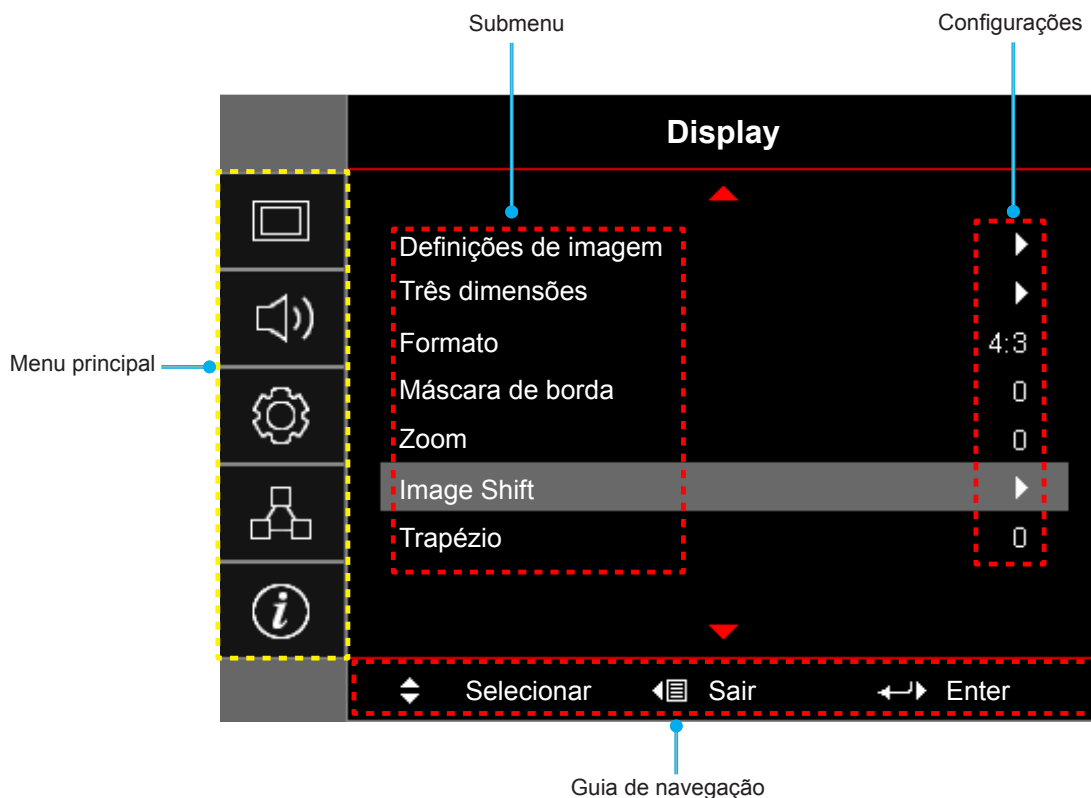 Submenu
Configurações
Display
Definições de imagem
Três dimensões
Formato 4:3
Máscara de borda 0
Zoom 0
Image Shift
Trapézio 0
Menu principal
i
Selecionar Sair Enter
Guia de navegação